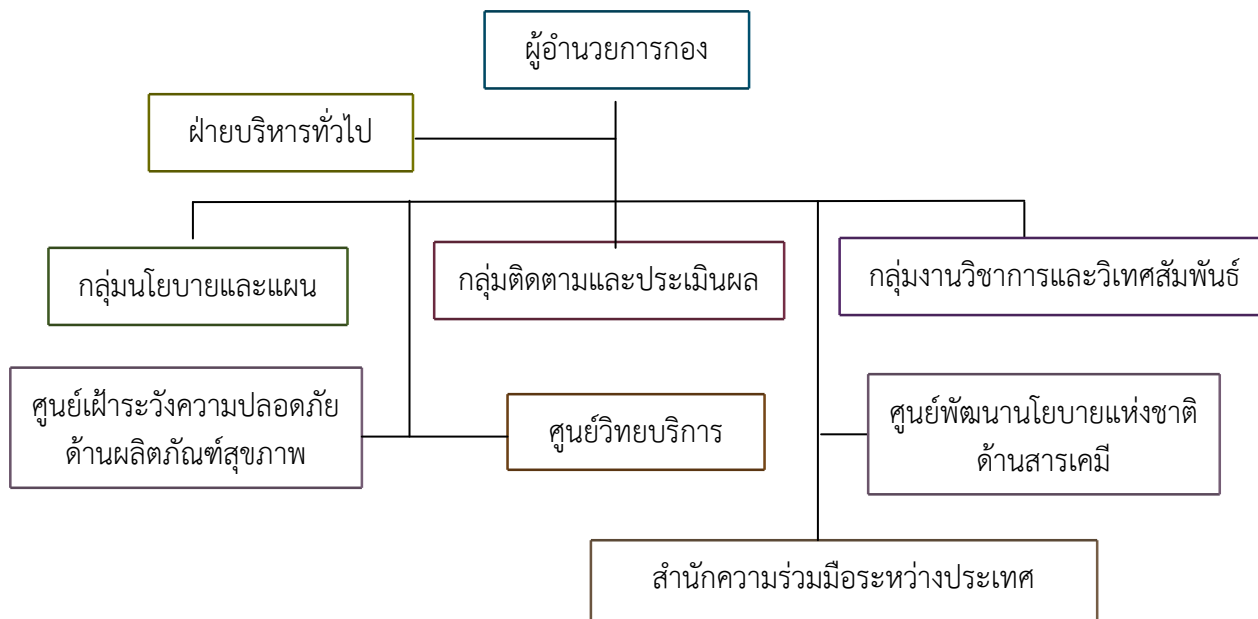 ผู้อำนวยการกอง
ฝ่ายบริหารทั่วไป
กลุ่มนโยบายและแผน
กลุ่มติดตามและประเมินผล
กลุ่มงานวิชาการและวิเทศสัมพันธ์
ศูนย์เฝ้าระวังความปลอดภัย
ด้านผลิตภัณฑ์สุขภาพ
ศูนย์วิทยบริการ
ศูนย์พัฒนานโยบายแห่งชาติ
ด้านสารเคมี
สำนักความร่วมมือระหว่างประเทศ